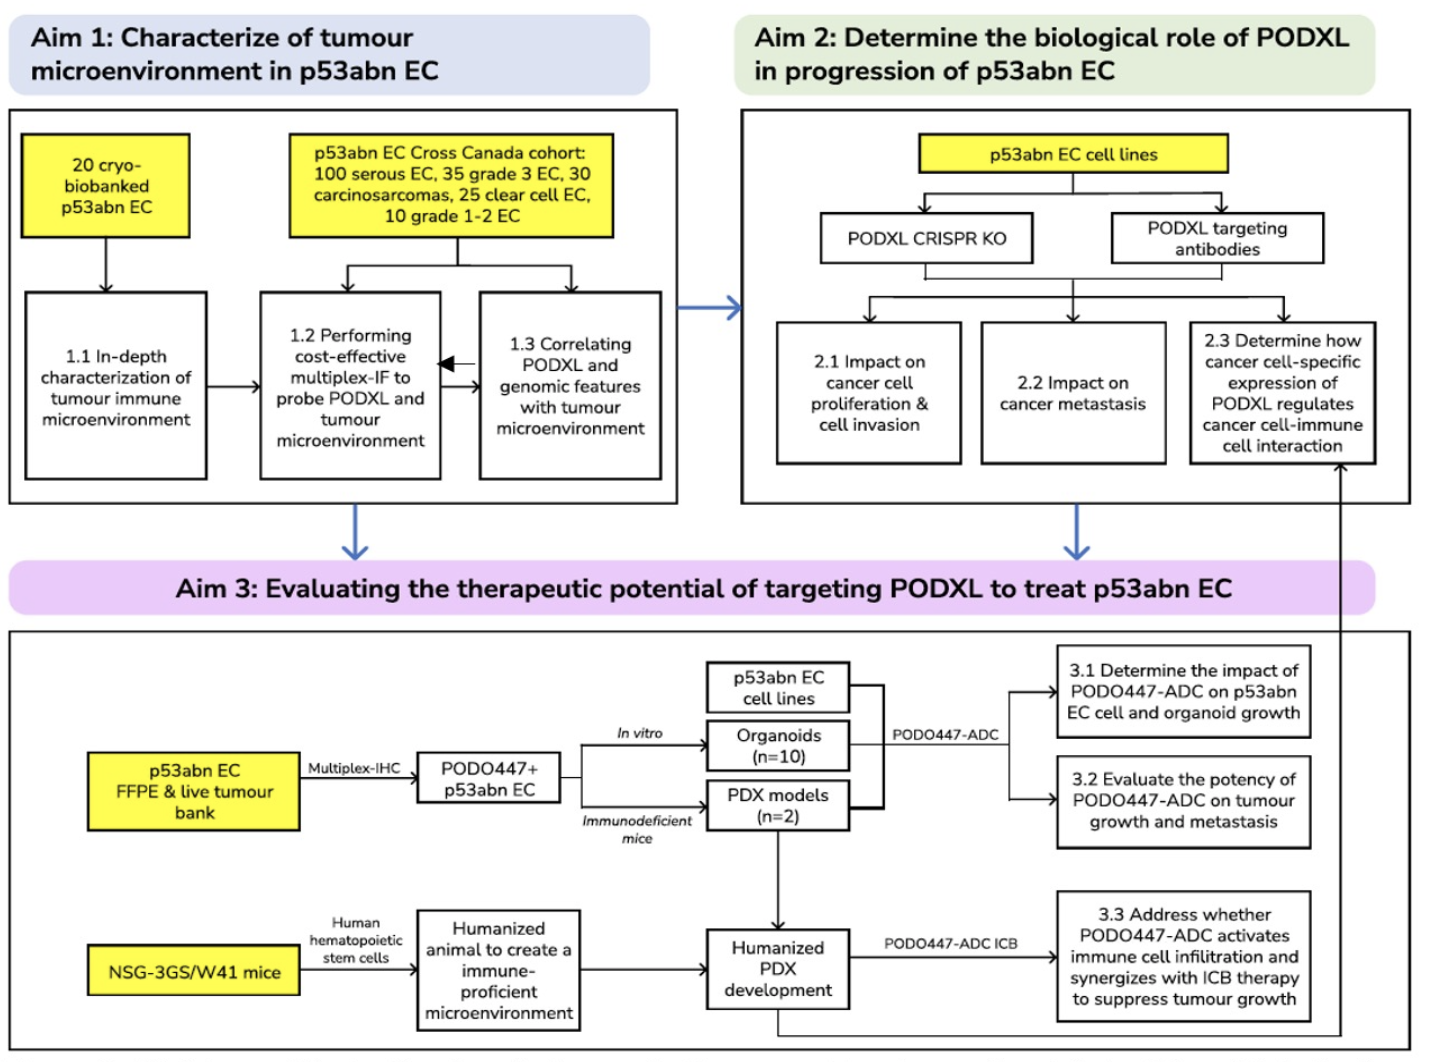 Aim 1: Characterize of tumour
microenvironment in p53abn EC
20 cryo-
biobanked
p53abn EC
p53abn EC Cross Canada cohort:
100 serous EC, 35 grade 3 EC, 30
carcinosarcomas, 25 clear cell EC,
10 grade 1-2 EC
1.1 In-depth
characterization of
tumour immune
microenvironment
1.2 Performing
cost-effective
multiplex-IF to
probe PODXL and
tumour
microenvironment
1.3 Correlating
PODXL and
genomic features
with tumour
microenvironment
Aim 2: Determine the biological role of PODXL
in progression of p53abn EC
p53abn EC cell lines
PODXL CRISPR KO
PODXL targeting
antibodies
2.1 Impact on
cancer cell
proliferation &
cell invasion
2.2 Impact on
cancer metastasis
2.3 Determine how
cancer cell-specific
expression of
PODXL regulates
cancer cell-immune
cell interaction
Aim 3: Evaluating the therapeutic potential of targeting PODXL to treat p53abn EC
p53abn EC
FFPE & live tumour
bank
Multiplex-IHC
PODO447+
p53abn EC
In vitro
Immunodeficient
mice
p53abn EC
cell lines
Organoids
(n=10)
PDX models
(n=2)
PODO447-ADC
3.1 Determine the impact of
PODO447-ADC on p53abn
EC cell and organoid growth
3.2 Evaluate the potency of
PODO447-ADC on tumour
growth and metastasis
NSG-3GS/W41 mice
Human
hematopoietic
stem cells
Humanized
animal to create a
immune-
proficient
microenvironment
Humanized
PDX
development
PODO447-ADC ICB
3.3 Address whether
PODO447-ADC activates
immune cell infilitration and
synergizes with ICB therapy
to suppress tumour growth